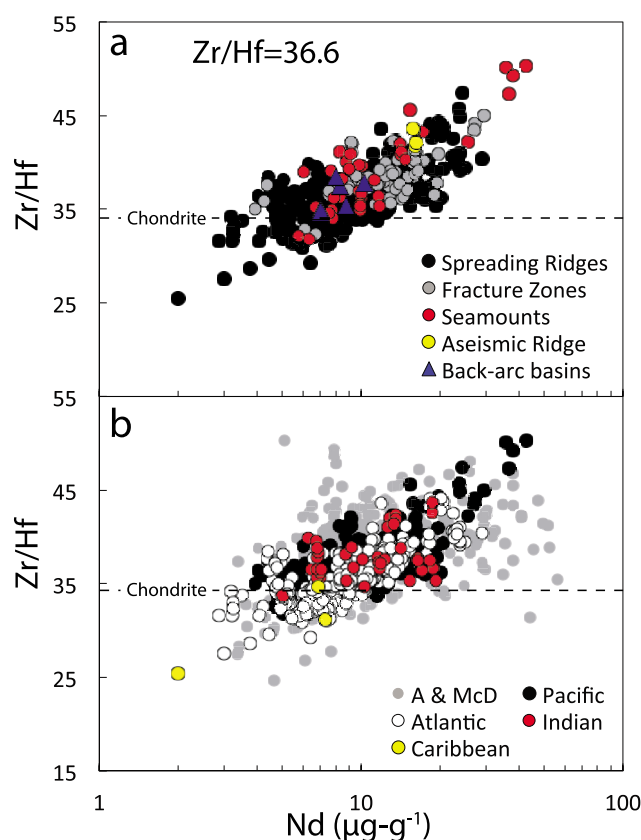 55
a
Zr/Hf=36.6
45
Zr/Hf
35
Chondrite
25
Spreading Ridges
Fracture Zones
Seamounts
Aseismic Ridge
Back-arc basins
55
b
45
Zr/Hf
35
Chondrite
25
A & McD
Pacific
Atlantic
Indian
Caribbean
15
1
10
100
Nd (µg-g⁻¹)